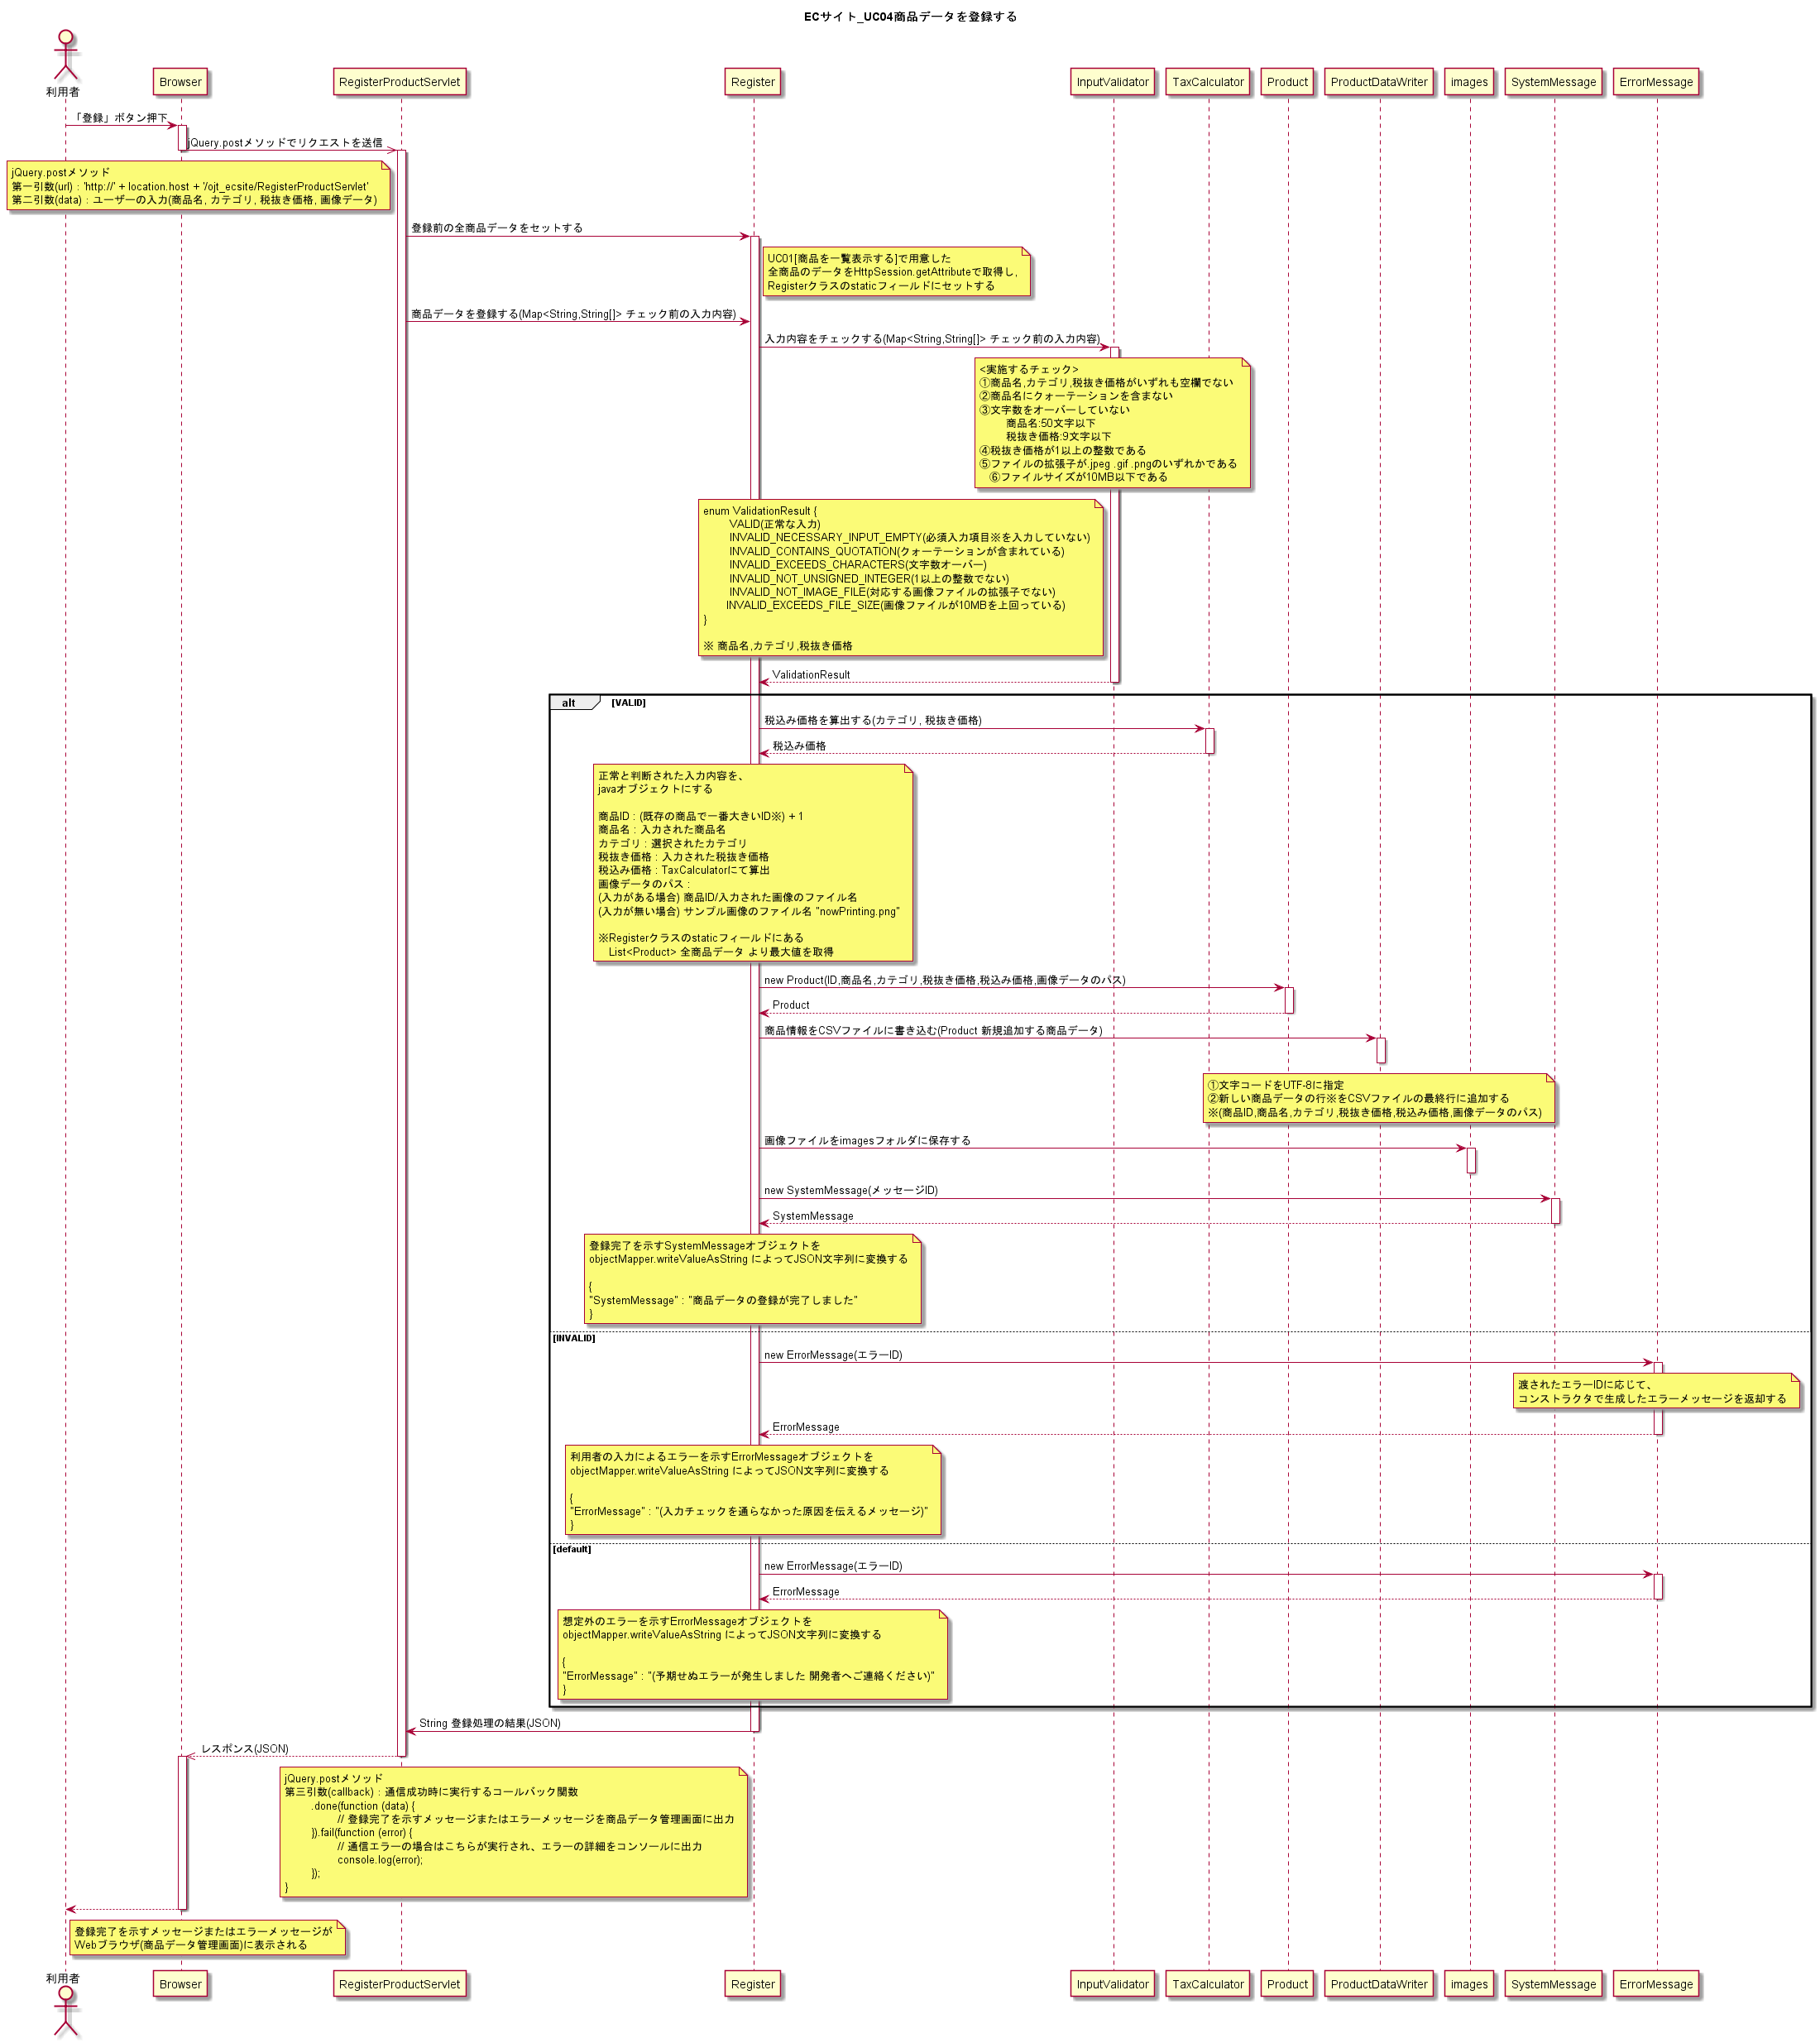 ECサイト_UC04商品データを登録する
利用者
Browser
RegisterProductServlet
Register
InputValidator
TaxCalculator
Product
ProductDataWriter
images
SystemMessage
ErrorMessage
「登録」ボタン押下
jQuery.postメソッドでリクエストを送信
jQuery.postメソッド
第一引数(url) : 'http://' + location.host + '/ojt_ecsite/RegisterProductServlet'
第二引数(data) : ユーザーの入力(商品名, カテゴリ, 税抜き価格, 画像データ)
登録前の全商品データをセットする
UC01[商品を一覧表示する]で用意した
全商品のデータをHttpSession.getAttributeで取得し,
Registerクラスのstaticフィールドにセットする
商品データを登録する(Map<String,String[]> チェック前の入力内容)
入力内容をチェックする(Map<String,String[]> チェック前の入力内容)
<実施するチェック>
①商品名,カテゴリ,税抜き価格がいずれも空欄でない
②商品名にクォーテーションを含まない
③文字数をオーバーしていない
商品名:50文字以下
税抜き価格:9文字以下
④税抜き価格が1以上の整数である
⑤ファイルの拡張子が.jpeg .gif .pngのいずれかである
⑥ファイルサイズが10MB以下である
enum ValidationResult {
VALID(正常な入力)
INVALID_NECESSARY_INPUT_EMPTY(必須入力項目※を入力していない)
INVALID_CONTAINS_QUOTATION(クォーテーションが含まれている)
INVALID_EXCEEDS_CHARACTERS(文字数オーバー)
INVALID_NOT_UNSIGNED_INTEGER(1以上の整数でない)
INVALID_NOT_IMAGE_FILE(対応する画像ファイルの拡張子でない)
INVALID_EXCEEDS_FILE_SIZE(画像ファイルが10MBを上回っている)
}
※ 商品名,カテゴリ,税抜き価格
ValidationResult
alt [VALID]
税込み価格を算出する(カテゴリ, 税抜き価格)
税込み価格
正常と判断された入力内容を、
javaオブジェクトにする
商品ID : (既存の商品で一番大きいID※) + 1
商品名 : 入力された商品名
カテゴリ : 選択されたカテゴリ
税抜き価格 : 入力された税抜き価格
税込み価格 : TaxCalculatorにて算出
画像データのパス :
(入力がある場合) 商品ID/入力された画像のファイル名
(入力が無い場合) サンプル画像のファイル名 "nowPrinting.png"
※Registerクラスのstaticフィールドにある
List<Product> 全商品データ より最大値を取得
new Product(ID,商品名,カテゴリ,税抜き価格,税込み価格,画像データのパス)
Product
商品情報をCSVファイルに書き込む(Product 新規追加する商品データ)
①文字コードをUTF-8に指定
②新しい商品データの行※をCSVファイルの最終行に追加する
※(商品ID,商品名,カテゴリ,税抜き価格,税込み価格,画像データのパス)
画像ファイルをimagesフォルダに保存する
new SystemMessage(メッセージID)
SystemMessage
登録完了を示すSystemMessageオブジェクトを
objectMapper.writeValueAsString によってJSON文字列に変換する
{
"SystemMessage" : "商品データの登録が完了しました"
}
[INVALID]
new ErrorMessage(エラーID)
渡されたエラーIDに応じて、
コンストラクタで生成したエラーメッセージを返却する
ErrorMessage
利用者の入力によるエラーを示すErrorMessageオブジェクトを
objectMapper.writeValueAsString によってJSON文字列に変換する
{
"ErrorMessage" : "(入力チェックを通らなかった原因を伝えるメッセージ)"
}
[default]
new ErrorMessage(エラーID)
ErrorMessage
想定外のエラーを示すErrorMessageオブジェクトを
objectMapper.writeValueAsString によってJSON文字列に変換する
{
"ErrorMessage" : "(予期せぬエラーが発生しました 開発者へご連絡ください)"
}
String 登録処理の結果(JSON)
レスポンス(JSON)
jQuery.postメソッド
第三引数(callback) : 通信成功時に実行するコールバック関数
.done(function (data) {
// 登録完了を示すメッセージまたはエラーメッセージを商品データ管理画面に出力
}).fail(function (error) {
// 通信エラーの場合はこちらが実行され、エラーの詳細をコンソールに出力
console.log(error);
});
}
登録完了を示すメッセージまたはエラーメッセージが
Webブラウザ(商品データ管理画面)に表示される
利用者
Browser
RegisterProductServlet
Register
InputValidator
TaxCalculator
Product
ProductDataWriter
images
SystemMessage
ErrorMessage